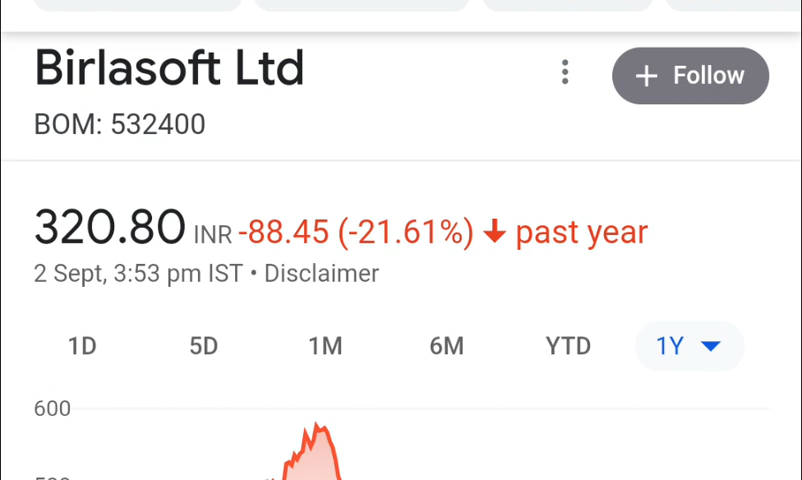 Birlasoft Ltd
+ Follow
BOM: 532400
320.80 INR -88.45 (-21.61%) ↓ past year
2 Sept, 3:53 pm IST • Disclaimer
1D 5D 1M 6M YTD 1Y
600